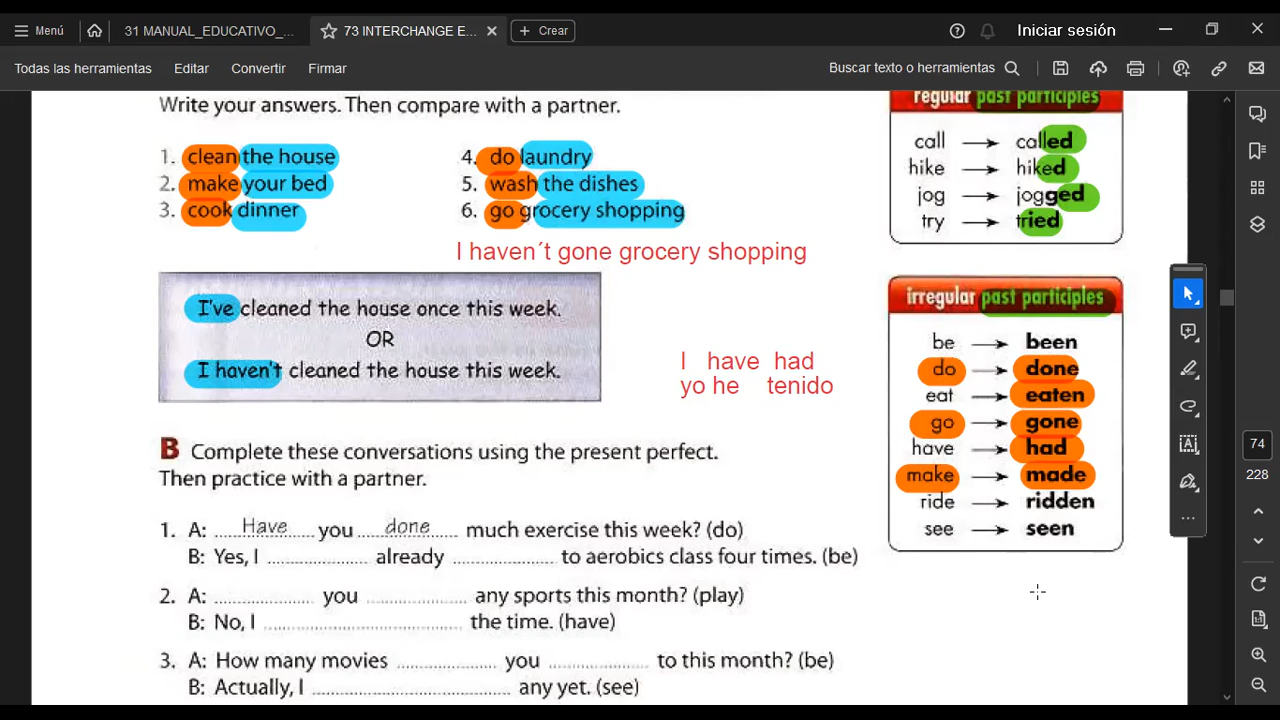 Menú
31 MANUAL_EDUCATIVO_...
73 INTERCHANGE E...
Crear
Iniciar sesión
Todas las herramientas
Editar
Convertir
Firmar
Buscar texto o herramientas
Write your answers. Then compare with a partner.
1. clean the house
2. make your bed
3. cook dinner
4. do laundry
5. wash the dishes
6. go grocery shopping
I haven´t gone grocery shopping
I've cleaned the house once this week.
OR
I haven't cleaned the house this week.
I have had
yo he tenido
B Complete these conversations using the present perfect.
Then practice with a partner.
1. A: Have you done much exercise this week? (do)
B: Yes, I ............ already ............ to aerobics class four times. (be)
2. A: ............ you ............ any sports this month? (play)
B: No, I ........................ the time. (have)
3. A: How many movies ............ you ............ to this month? (be)
B: Actually, I ........................ any yet. (see)
regular past participles
call → called
hike → hiked
jog → jogged
try → tried
irregular past participles
be → been
do → done
eat → eaten
go → gone
have → had
make → made
ride → ridden
see → seen
74
228